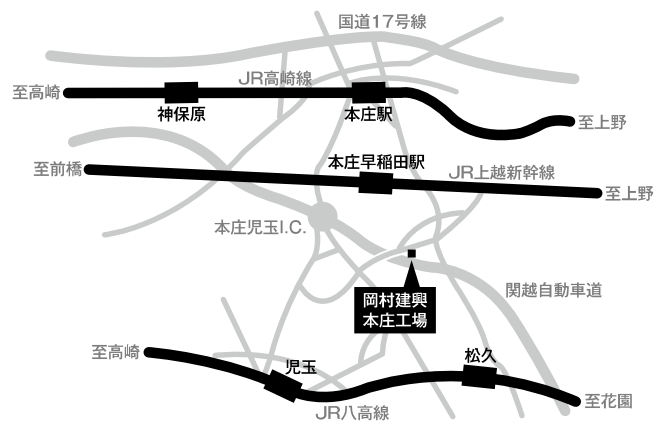 国道17号線
JR高崎線
至高崎
神保原
本庄駅
至上野
本庄早稲田駅
至前橋
JR上越新幹線
至上野
本庄児玉I.C.
関越自動車道
岡村建興
本庄工場
至高崎
児玉
松久
至花園
JR八高線